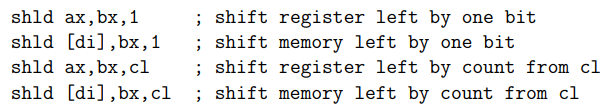 shld ax,bx,1 ; shift register left by one bit
shld [di],bx,1 ; shift memory left by one bit
shld ax,bx,cl ; shift register left by count from cl
shld [di],bx,cl ; shift memory left by count from cl